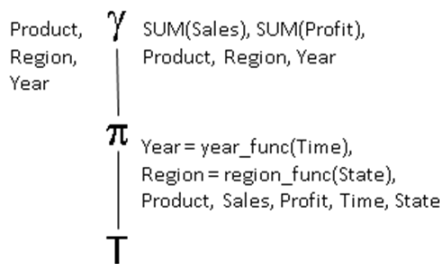 Product,
Region,
Year
γ
SUM(Sales), SUM(Profit),
Product, Region, Year
π
Year = year_func(Time),
Region = region_func(State),
Product, Sales, Profit, Time, State
T